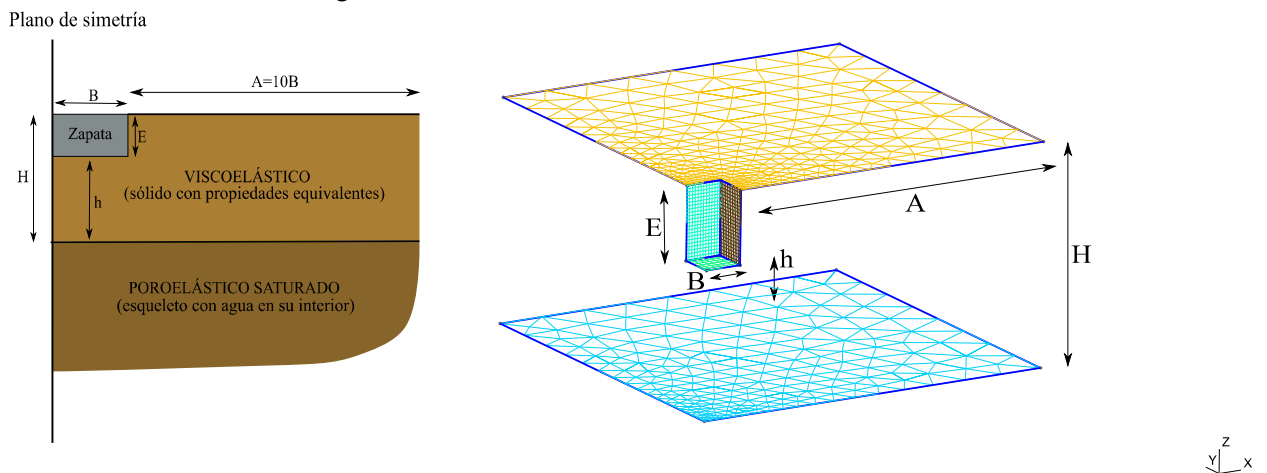 Plano de simetría
A=10B
B
Zapata
E
H
VISCOELÁSTICO
(sólido con propiedades equivalentes)
h
POROELÁSTICO SATURADO
(esqueleto con agua en su interior)
A
E
H
h
B
Z
Y
X